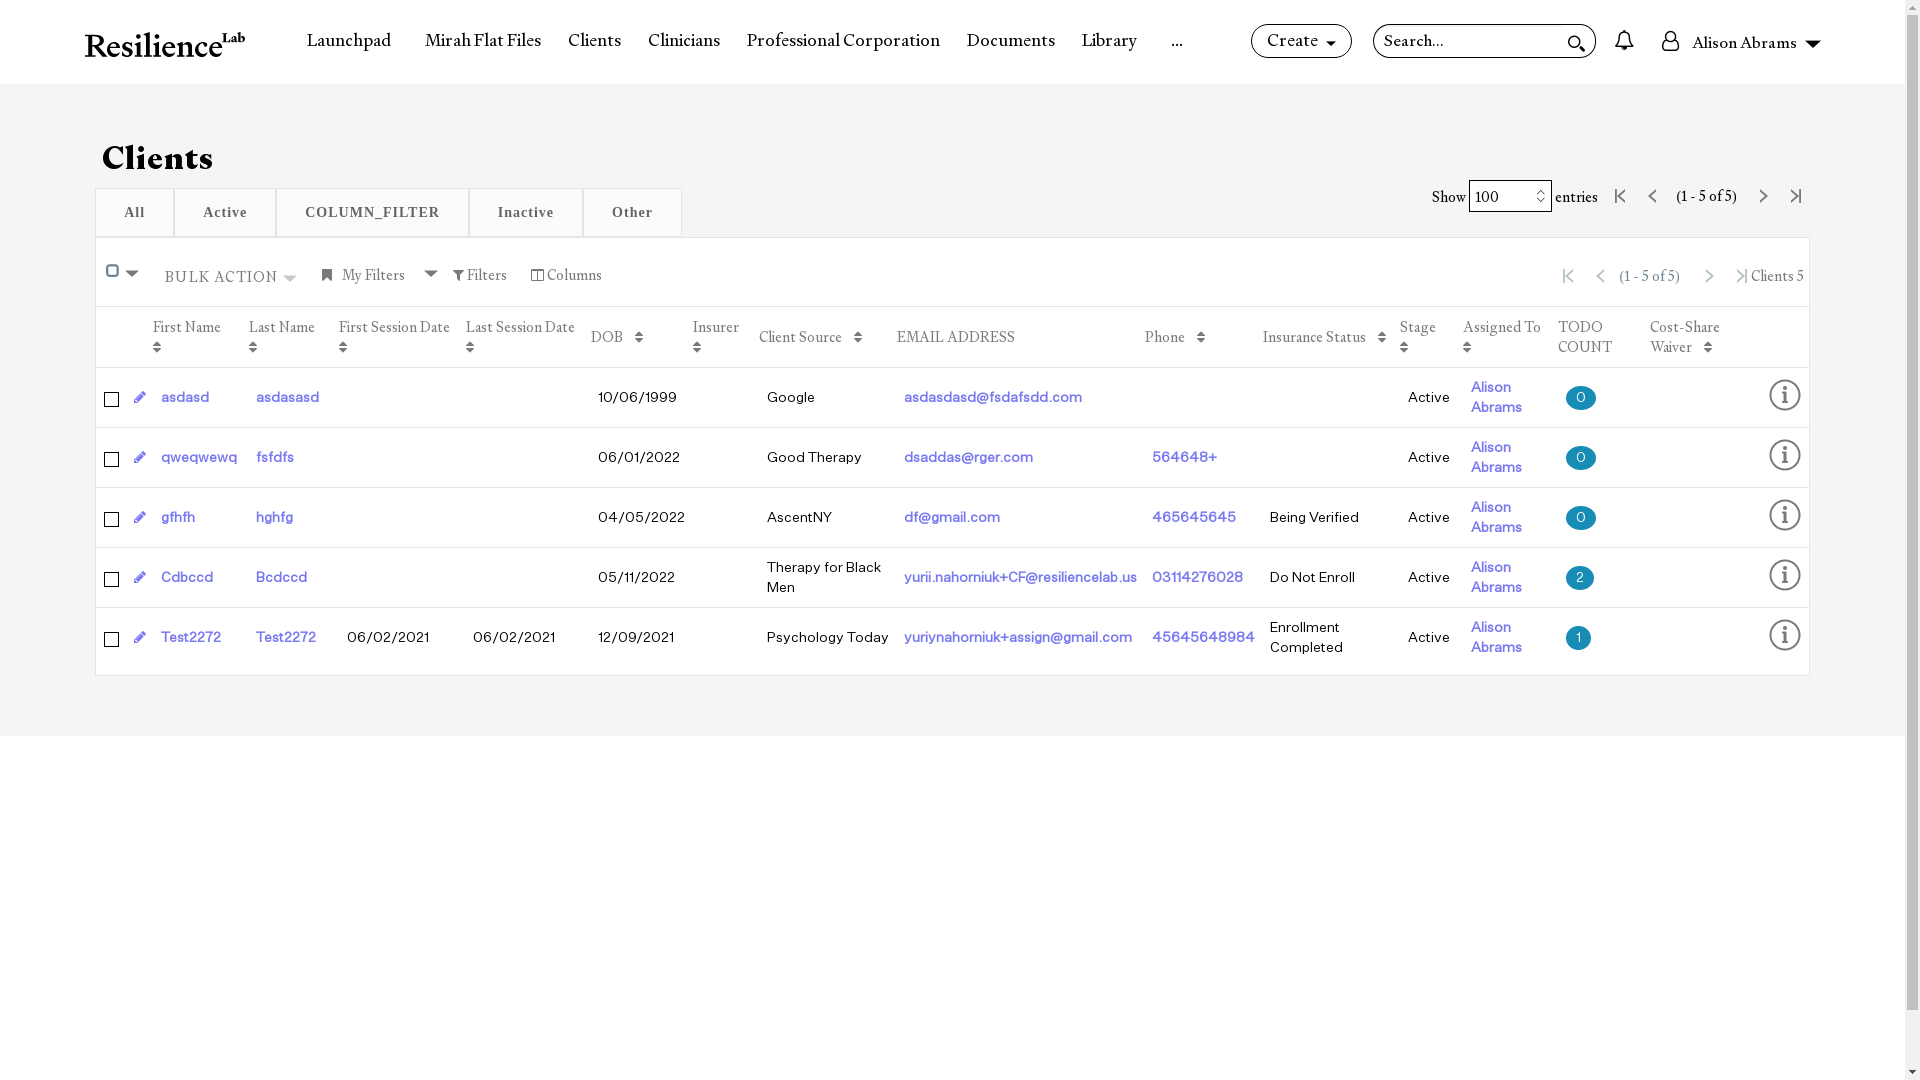 Resilience Lab
Launchpad Mirah Flat Files Clients Clinicians Professional Corporation Documents Library ... Create Search... Alison Abrams
Clients
All Active COLUMN_FILTER Inactive Other
Show 100 entries (1 - 5 of 5)
BULK ACTION My Filters Filters Columns (1 - 5 of 5) Clients 5
First Name Last Name First Session Date Last Session Date DOB Insurer Client Source EMAIL ADDRESS Phone Insurance Status Stage Assigned To TODO COUNT Cost-Share Waiver
asdasd asdasasd 10/06/1999 Google asdasdasd@fsdafsdd.com Active Alison Abrams 0
qweqwewq fsfdfs 06/01/2022 Good Therapy dsaddas@rger.com 564648+ Active Alison Abrams 0
gfhfh hghfg 04/05/2022 AscentNY df@gmail.com 465645645 Being Verified Active Alison Abrams 0
Cdbccd Bcdccd 05/11/2022 Therapy for Black Men yurii.nahorniuk+CF@resiliencelab.us 03114276028 Do Not Enroll Active Alison Abrams 2
Test2272 Test2272 06/02/2021 06/02/2021 12/09/2021 Psychology Today yuriynahorniuk+assign@gmail.com 45645648984 Enrollment Completed Active Alison Abrams 1